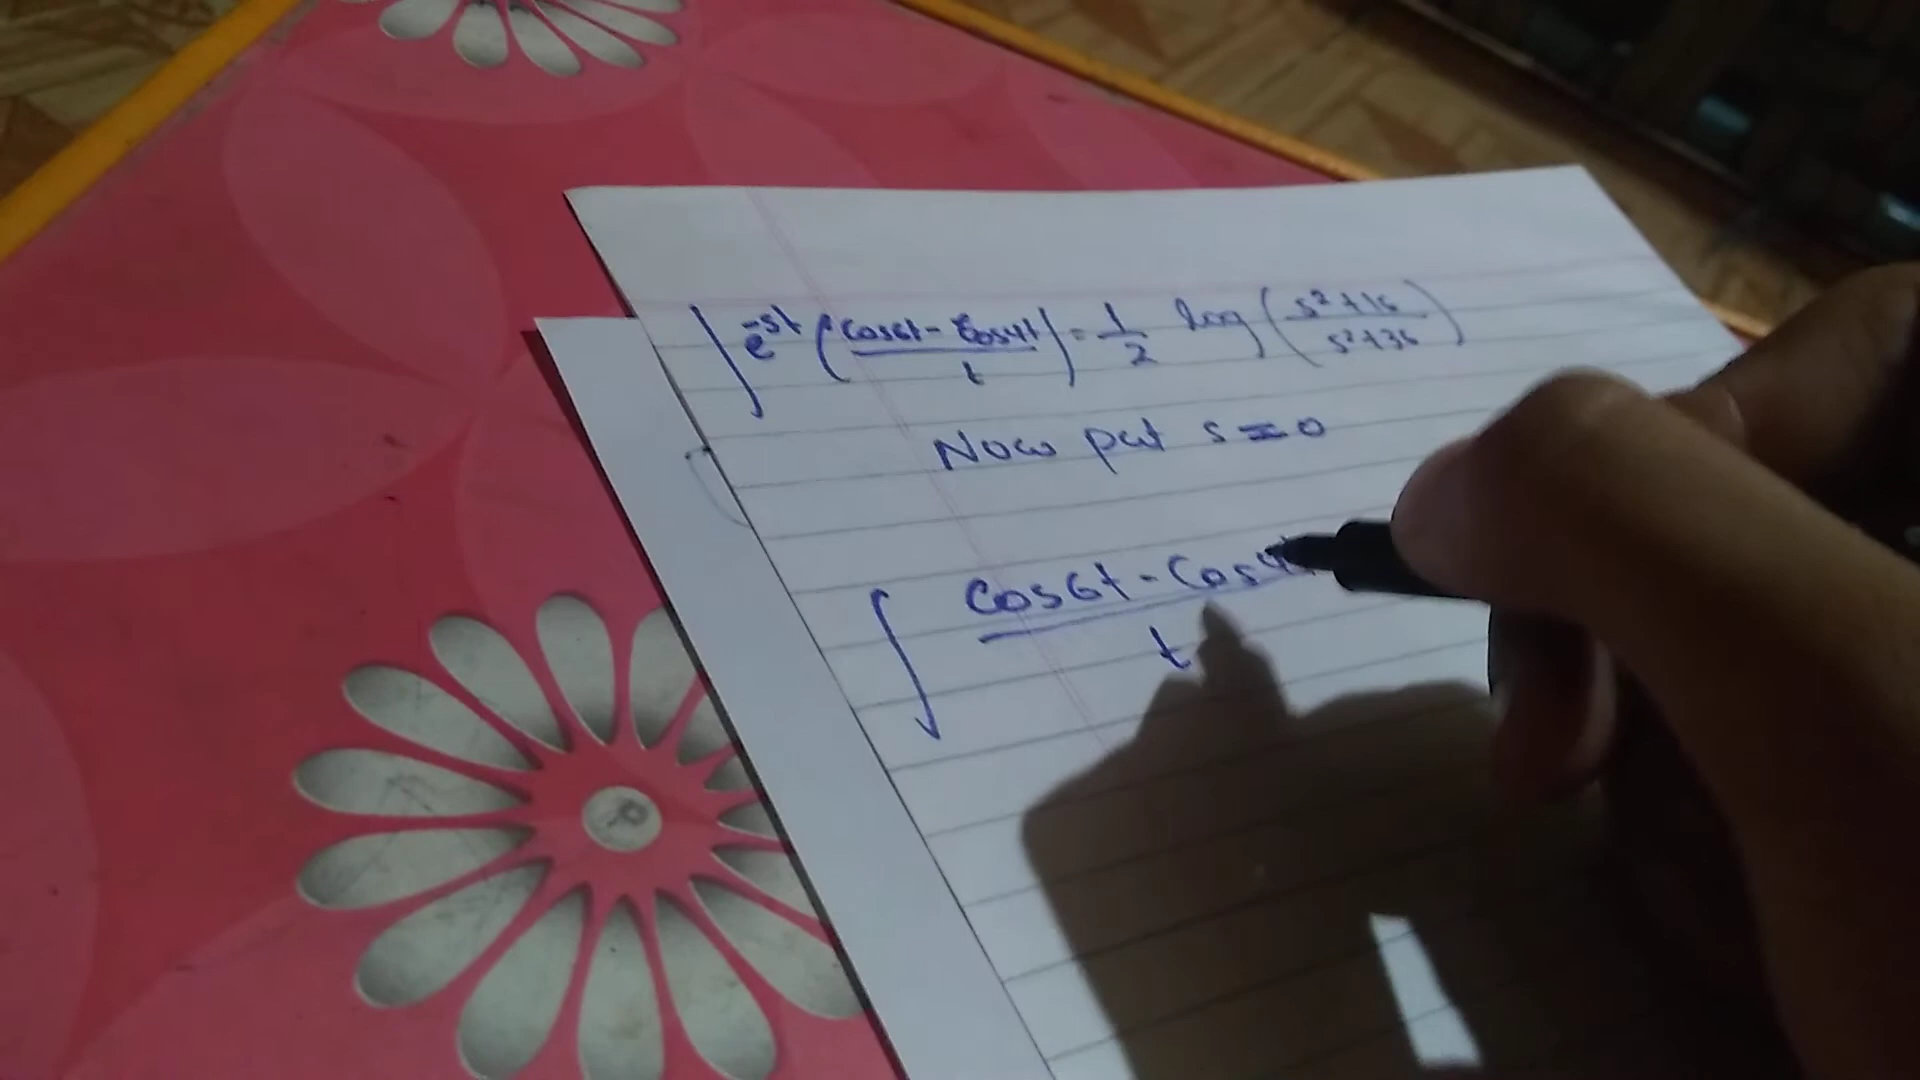 ∫ e^-st (cos6t - cos4t / t) = 1/2 log (s²+16 / s²+36)
Now put s = 0
∫ cos6t - cos4t / t